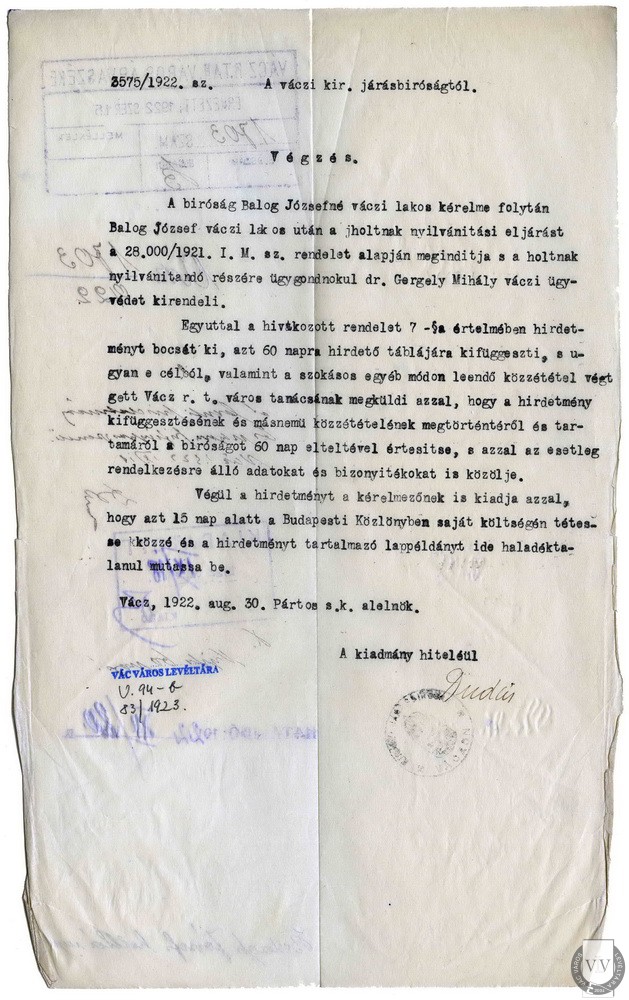 3575/1922. sz. A váczi kir. járásbiróságtól.
Végzés.
A biróság Balog Józsefné váczi lakos kérelme folytán
Balog József váczi lakos után a jholtnak nyilvánitási eljárást
a 28.000/1921. I. M. sz. rendelet alapján meginditja s a holtnak
nyilvánitandó részére ügygondnokul dr. Gergely Mihály váczi ügy-
védet kirendeli.
Egyuttal a hivatkozott rendelet 7 -§a értelmében hirdet-
ményt bocsát ki, azt 60 napra hirdető táblájára kifüggeszti, s u-
gyan e célból, valamint a szokásos egyéb módon leendő közzététel végt
gett Vácz r. t. város tanácsának megküldi azzal, hogy a hirdetmény
kifüggesztésének és másnemü közzétételének megtörténtéről és tar-
tamáról a biróságot 60 nap elteltével értesitse, s azzal az esetleg
rendelkezésre álló adatokat és bizonyitékokat is közölje.
Végül a hirdetményt a kérelmezőnek is kiadja azzal,
hogy azt 15 nap alatt a Budapesti Közlönyben saját költségén tétes-
se kközzé és a hirdetményt tartalmazó lappéldányt ide haladékta-
lanul mutassa be.
Vácz, 1922. aug. 30. Pártos s.k. alelnök.
A kiadmány hiteléül
Dudás
VÁC VÁROS LEVÉLTÁRA
V. 94-b
83/1923.
VV